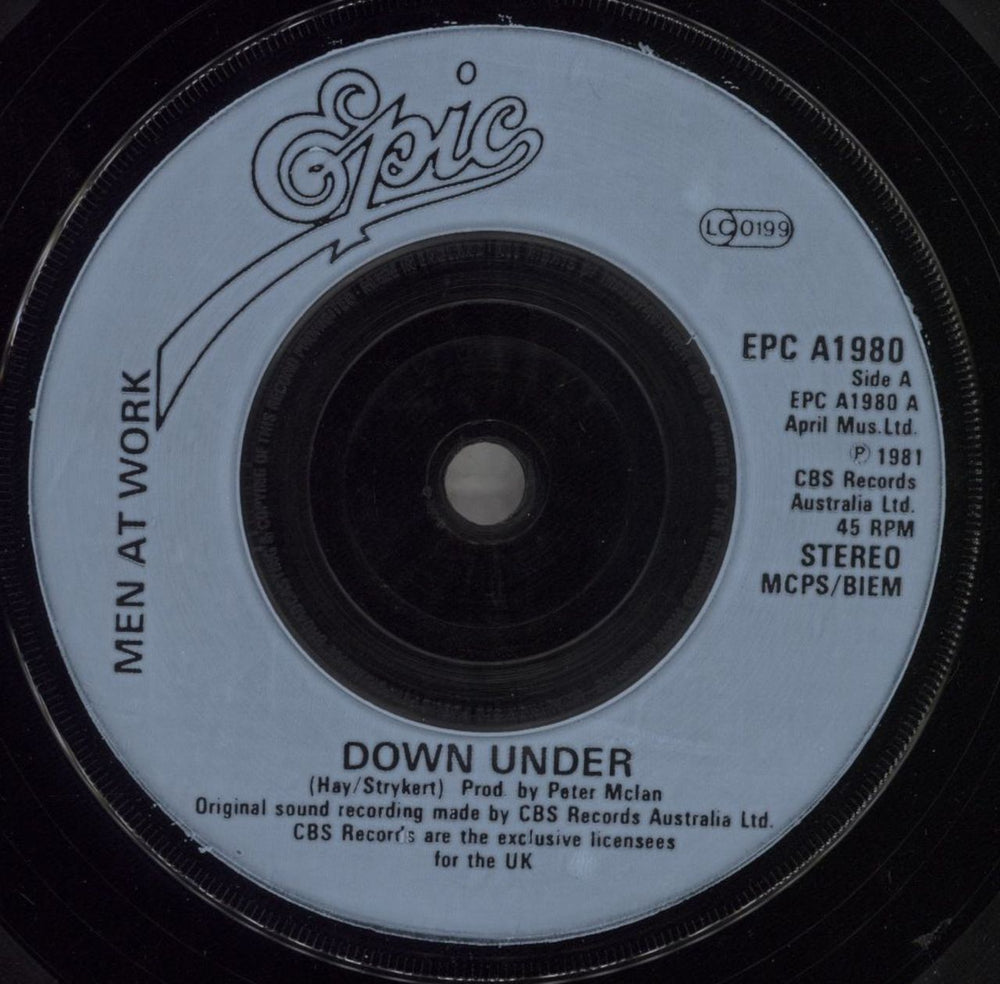 Epic
LC 0199
EPC A1980
Side A
EPC A1980 A
April Mus.Ltd.
℗ 1981
CBS Records
Australia Ltd.
45 RPM
STEREO
MCPS/BIEM
MEN AT WORK
DOWN UNDER
(Hay/Strykert) Prod. by Peter McIan
Original sound recording made by CBS Records Australia Ltd.
CBS Records are the exclusive licensees
for the UK